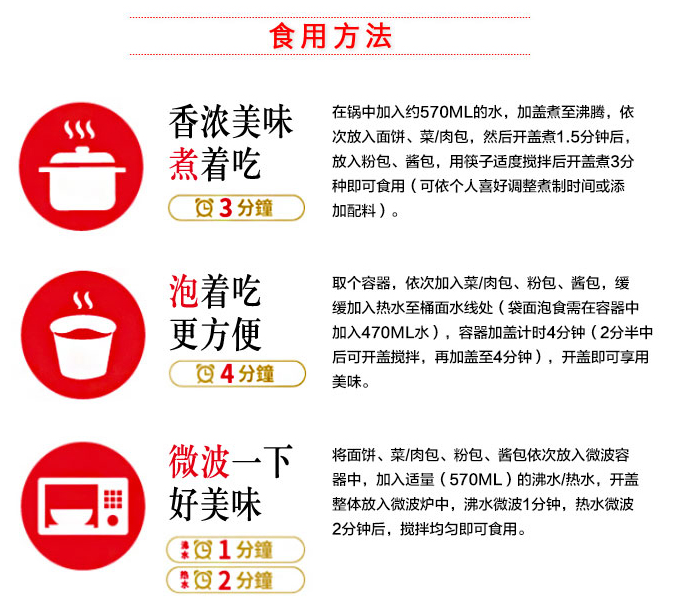 食用方法
香浓美味
煮着吃
3分鐘
在锅中加入约570ML的水，加盖煮至沸腾，依
次放入面饼、菜/肉包，然后开盖煮1.5分钟后，
放入粉包、酱包，用筷子适度搅拌后开盖煮3分
种即可食用（可依个人喜好调整煮制时间或添
加配料）。
泡着吃
更方便
4分鐘
取个容器，依次加入菜/肉包、粉包、酱包，缓
缓加入热水至桶面水线处（袋面泡食需在容器中
加入470ML水），容器加盖计时4分钟（2分半中
后可开盖搅拌，再加盖至4分钟），开盖即可享用
美味。
微波一下
好美味
沸水 1分鐘
热水 2分鐘
将面饼、菜/肉包、粉包、酱包依次放入微波容
器中，加入适量（570ML）的沸水/热水，开盖
整体放入微波炉中，沸水微波1分钟，热水微波
2分钟后，搅拌均匀即可食用。